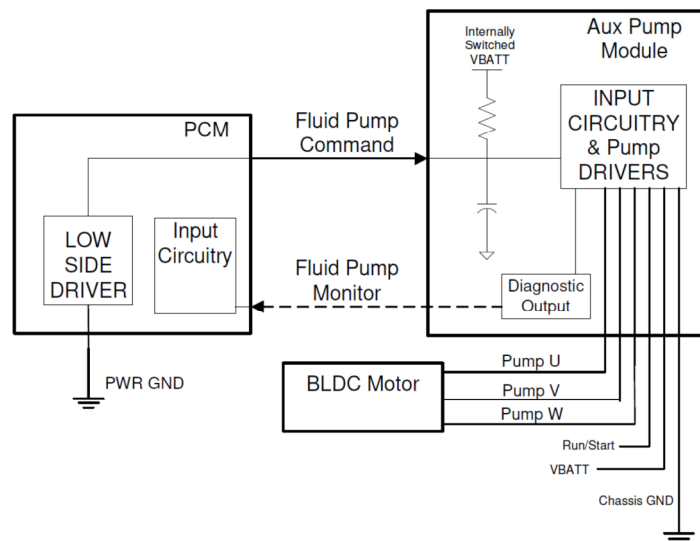 Aux Pump
Module
Internally
Switched
VBATT
INPUT
CIRCUITRY
& Pump
DRIVERS
PCM
Fluid Pump
Command
LOW
SIDE
DRIVER
Input
Circuitry
Fluid Pump
Monitor
Diagnostic
Output
PWR GND
BLDC Motor
Pump U
Pump V
Pump W
Run/Start
VBATT
Chassis GND